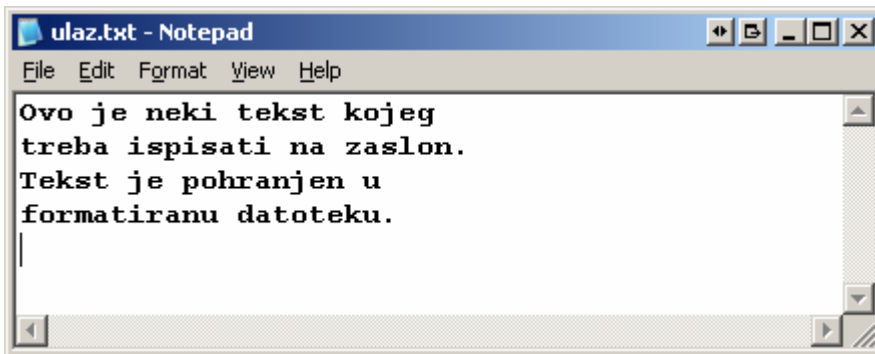 ulaz.txt - Notepad
File Edit Format View Help
Ovo je neki tekst kojeg
treba ispisati na zaslon.
Tekst je pohranjen u
formatiranu datoteku.